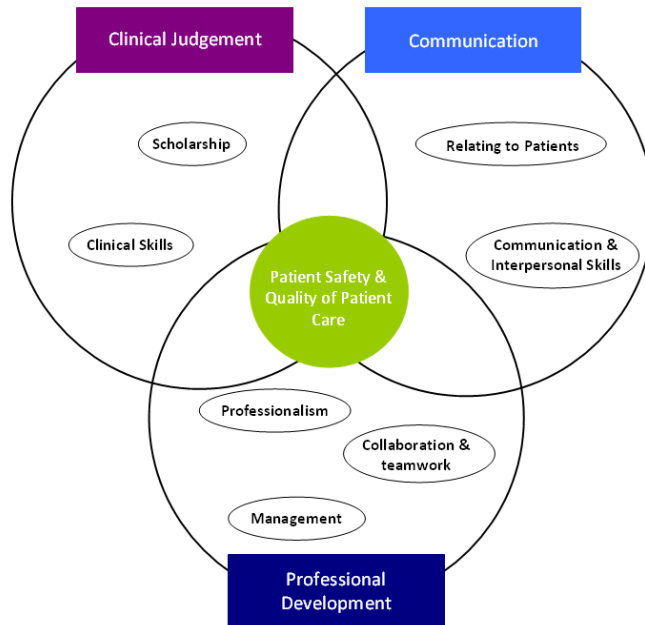 Clinical Judgement
Communication
Scholarship
Relating to Patients
Clinical Skills
Communication &
Interpersonal Skills
Patient Safety &
Quality of Patient
Care
Professionalism
Collaboration &
teamwork
Management
Professional
Development